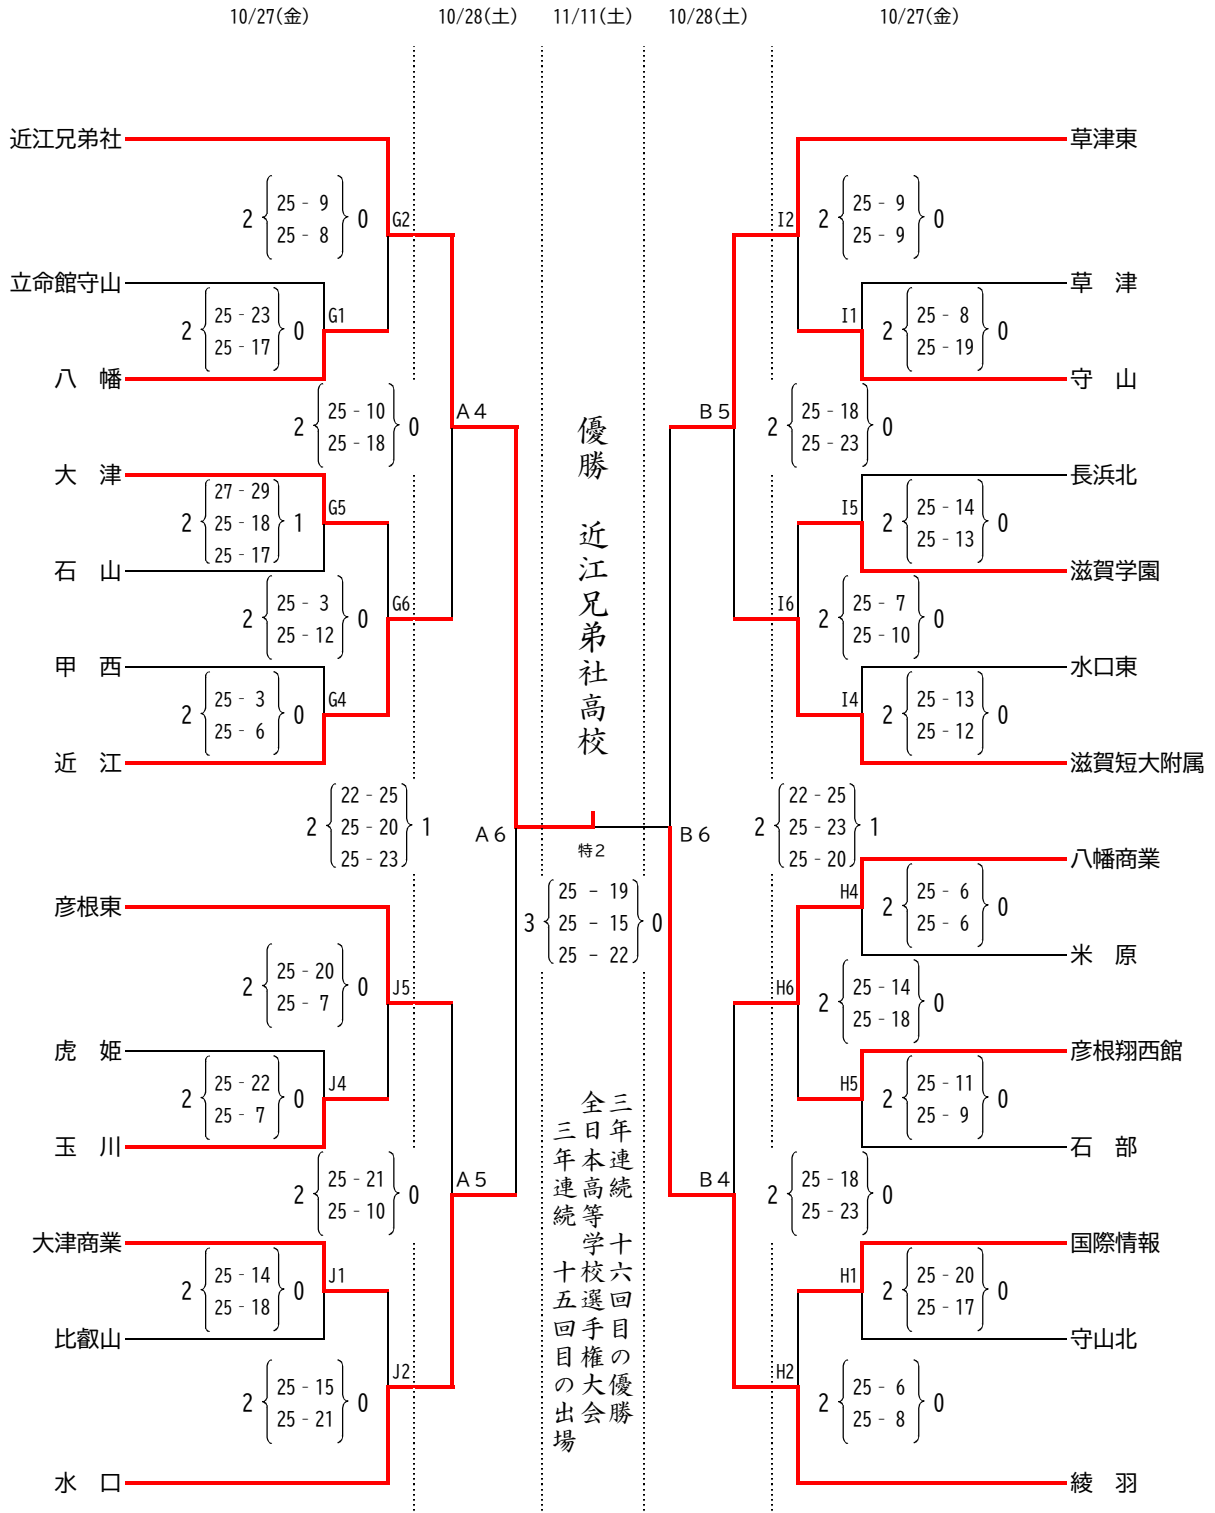 10/27(金) 10/28(土) 11/11(土) 10/28(土) 10/27(金)
近江兄弟社
2 25 - 9 0
25 - 8
G2
立命館守山
2 25 - 23 0
25 - 17
G1
八 幡
2 25 - 10 0
25 - 18
A4
大 津
27 - 29
2 25 - 18 1
25 - 17
G5
石 山
2 25 - 3 0
25 - 12
G6
甲 西
2 25 - 3 0
25 - 6
G4
近 江
22 - 25
2 25 - 20 1
25 - 23
A6
彦根東
2 25 - 20 0
25 - 7
J5
虎 姫
2 25 - 22 0
25 - 7
J4
玉 川
2 25 - 21 0
25 - 10
A5
大津商業
2 25 - 14 0
25 - 18
J1
比叡山
2 25 - 15 0
25 - 21
J2
水 口
優勝 近江兄弟社高校
特2
25 - 19
3 25 - 15 0
25 - 22
三年連続 十六回目の優勝
全日本高等学校選手権大会
三年連続 十五回目の出場
草津東
I2
2 25 - 9 0
25 - 9
草 津
I1
2 25 - 8 0
25 - 19
守 山
B5
2 25 - 18 0
25 - 23
長浜北
I5
2 25 - 14 0
25 - 13
滋賀学園
I6
2 25 - 7 0
25 - 10
水口東
I4
2 25 - 13 0
25 - 12
滋賀短大附属
B6
22 - 25
2 25 - 23 1
25 - 20
八幡商業
H4
2 25 - 6 0
25 - 6
米 原
H6
2 25 - 14 0
25 - 18
彦根翔西館
H5
2 25 - 11 0
25 - 9
石 部
B4
2 25 - 18 0
25 - 23
国際情報
H1
2 25 - 20 0
25 - 17
守山北
H2
2 25 - 6 0
25 - 8
綾 羽